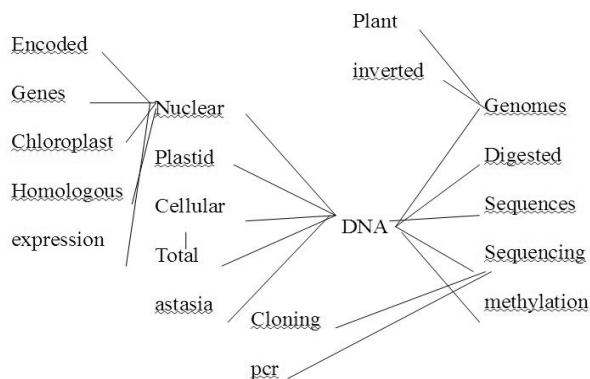 Plant
Encoded
inverted
Genes
Nuclear
Genomes
Chloroplast
Plastid
Digested
Homologous
Cellular
Sequences
DNA
expression
Total
Sequencing
astasia
methylation
Cloning
pcr